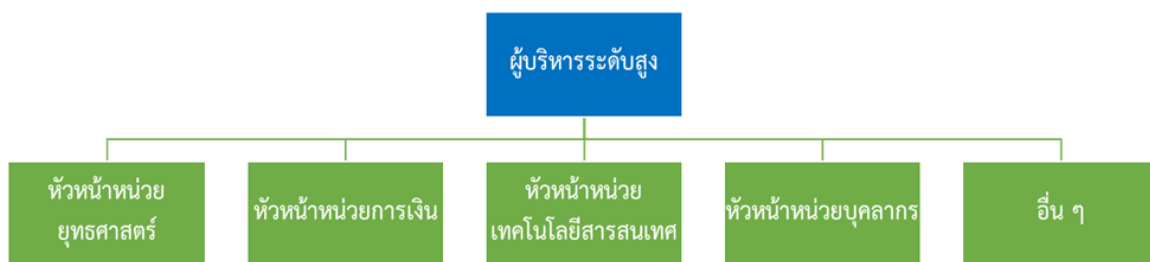 ผู้บริหารระดับสูง
หัวหน้าหน่วย
ยุทธศาสตร์
หัวหน้าหน่วยการเงิน
หัวหน้าหน่วย
เทคโนโลยีสารสนเทศ
หัวหน้าหน่วยบุคลากร
อื่น ๆ